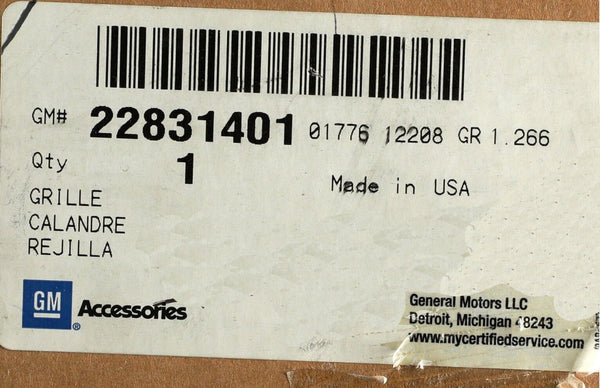 GM# 22831401 01776 12208 GR 1.266
Qty 1
Made in USA
GRILLE
CALANDRE
REJILLA
GM ® Accessories
General Motors LLC
Detroit, Michigan 48243
www.mycertifiedservice.com